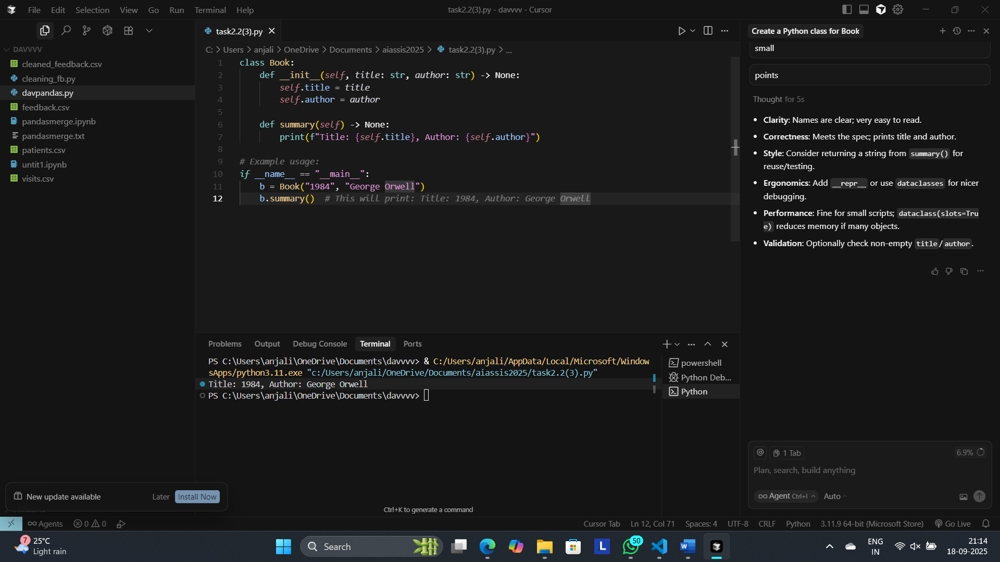 File Edit Selection View Go Run Terminal Help
task2.2(3).py - davvvv - Cursor
DAVVVV
cleaned_feedback.csv
cleaning_fb.py
davpandas.py
feedback.csv
pandasmerge.ipynb
pandasmerge.txt
patients.csv
untit1.ipynb
visits.csv
task2.2(3).py
C: > Users > anjali > OneDrive > Documents > aiassis2025 > task2.2(3).py > ...
1 class Book:
2 def __init__(self, title: str, author: str) -> None:
3 self.title = title
4 self.author = author
5
6 def summary(self) -> None:
7 print(f"Title: {self.title}, Author: {self.author}")
8
9 # Example usage:
10 if __name__ == "__main__":
11 b = Book("1984", "George Orwell")
12 b.summary() # This will print: Title: 1984, Author: George Orwell
Problems Output Debug Console Terminal Ports
PS C:\Users\anjali\OneDrive\Documents\davvvv> & C:/Users/anjali/AppData/Local/Microsoft/Window
sApps/python3.11.exe "c:/Users/anjali/OneDrive/Documents/aiassis2025/task2.2(3).py"
Title: 1984, Author: George Orwell
PS C:\Users\anjali\OneDrive\Documents\davvvv>
powershell
Python Deb...
Python
Ctrl+K to generate a command
Create a Python class for Book
small
points
Thought for 5s
• Clarity: Names are clear; very easy to read.
• Correctness: Meets the spec; prints title and author.
• Style: Consider returning a string from summary() for
reuse/testing.
• Ergonomics: Add __repr__ or use dataclasses for nicer
debugging.
• Performance: Fine for small scripts; dataclass(slots=Tru
e) reduces memory if many objects.
• Validation: Optionally check non-empty title/author.
@ 1 Tab 6.9%
Plan, search, build anything
Agent Ctrl+I Auto
New update available Later Install Now
Agents 0 0
Cursor Tab Ln 12, Col 71 Spaces: 4 UTF-8 CRLF Python 3.11.9 64-bit (Microsoft Store) Go Live
7
25°C
Light rain
Search
L
50
W
ENG
IN
21:14
18-09-2025